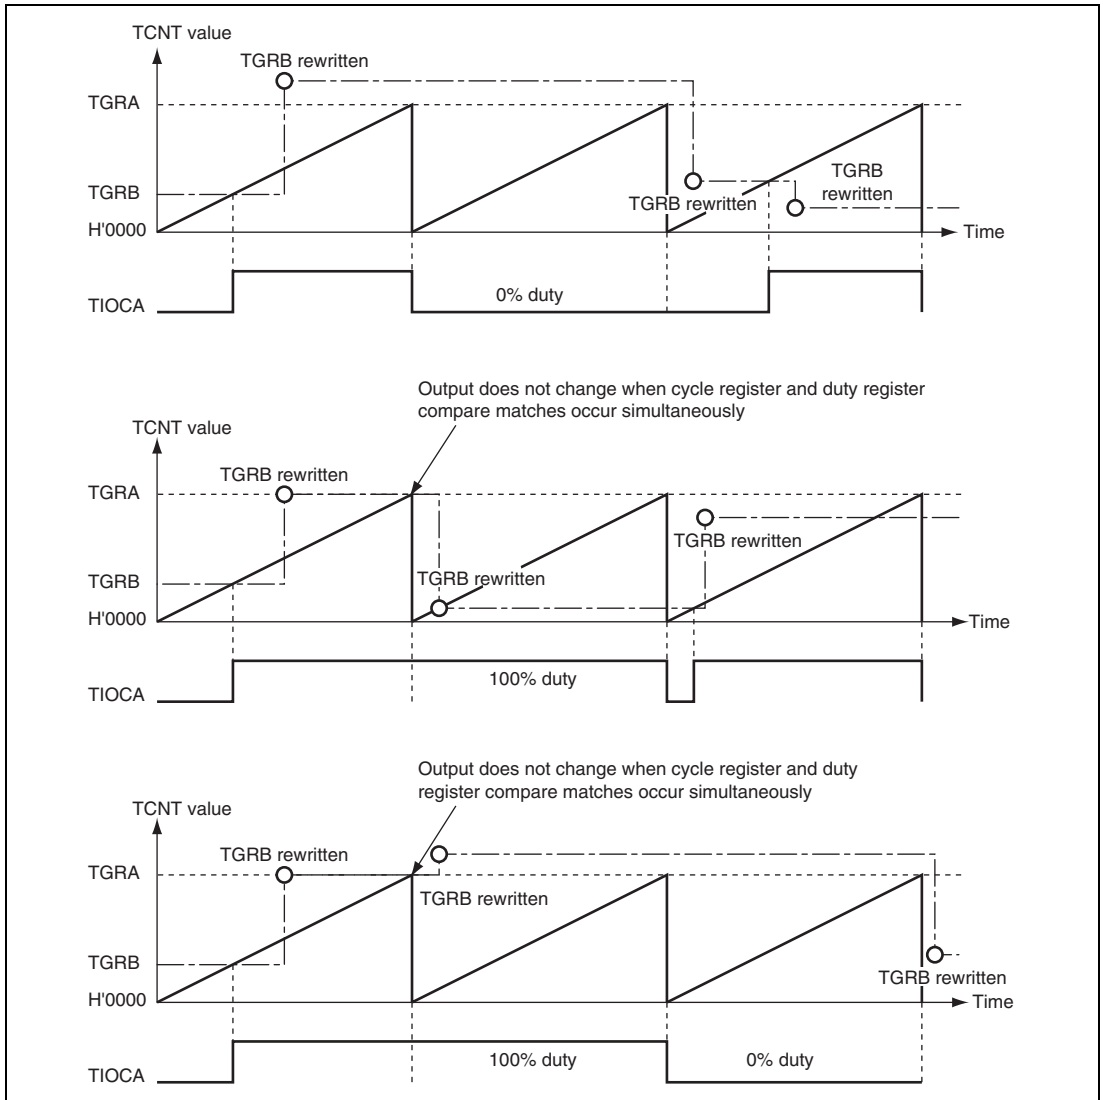 TCNT value
TGRB rewritten
TGRA
TGRB
rewritten
TGRB
TGRB rewritten
H'0000
Time
0% duty
TIOCA
Output does not change when cycle register and duty register
compare matches occur simultaneously
TCNT value
TGRB rewritten
TGRA
TGRB rewritten
TGRB
TGRB rewritten
H'0000
Time
100% duty
TIOCA
Output does not change when cycle register and duty
register compare matches occur simultaneously
TCNT value
TGRB rewritten
TGRA
TGRB rewritten
TGRB
TGRB rewritten
H'0000
Time
100% duty
0% duty
TIOCA